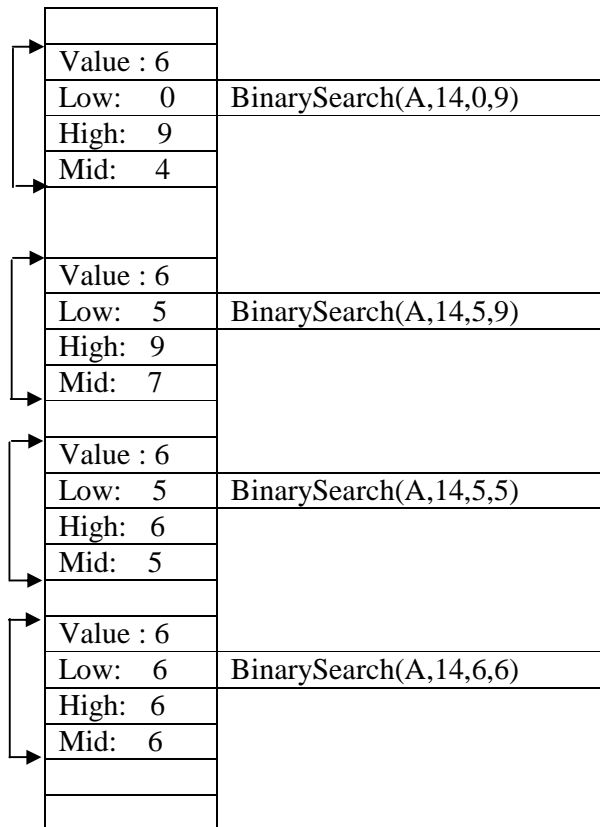 Value : 6
Low: 0 BinarySearch(A,14,0,9)
High: 9
Mid: 4
Value : 6
Low: 5 BinarySearch(A,14,5,9)
High: 9
Mid: 7
Value : 6
Low: 5 BinarySearch(A,14,5,5)
High: 6
Mid: 5
Value : 6
Low: 6 BinarySearch(A,14,6,6)
High: 6
Mid: 6